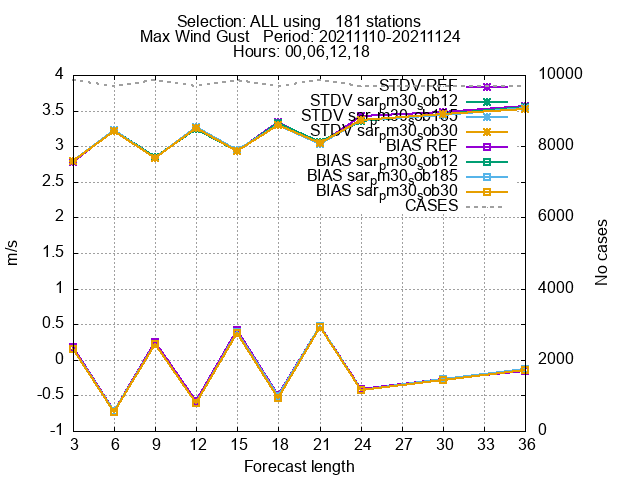 Selection: ALL using   181 stations
Max Wind Gust   Period: 20211110-20211124
Hours: 00,06,12,18
4
3.5
3
2.5
2
1.5
1
0.5
0
-0.5
-1
m/s
10000
8000
6000
4000
2000
0
No cases
STDV REF
STDV sar_pm30_sob12
STDV sar_pm30_sob185
STDV sar_pm30_sob30
BIAS REF
BIAS sar_pm30_sob12
BIAS sar_pm30_sob185
BIAS sar_pm30_sob30
CASES
3 6 9 12 15 18 21 24 27 30 33 36
Forecast length